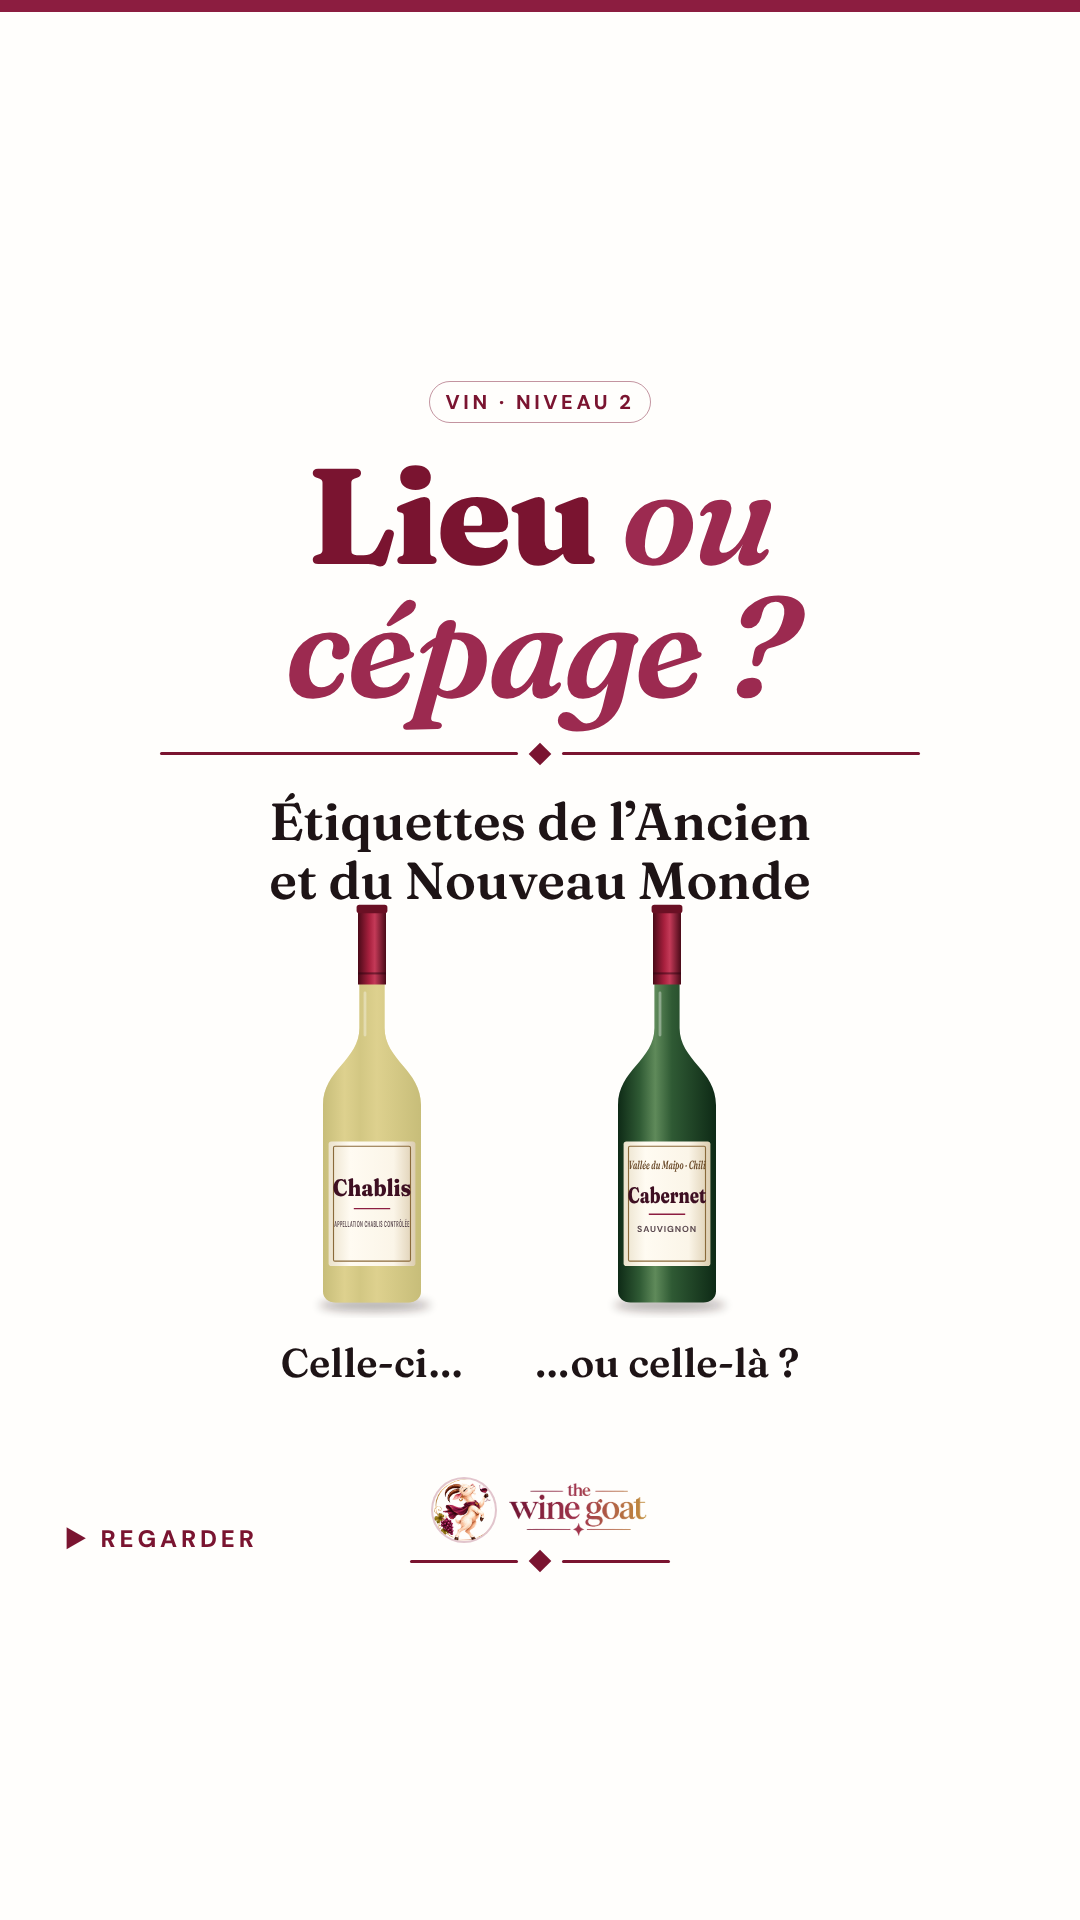 VIN · NIVEAU 2
Lieu ou
cépage ?
Étiquettes de l’Ancien
et du Nouveau Monde
Chablis
APPELLATION CHABLIS CONTRÔLÉE
Vallée du Maipo · Chili
Cabernet
SAUVIGNON
Celle-ci…
…ou celle-là ?
REGARDER
the
wine goat